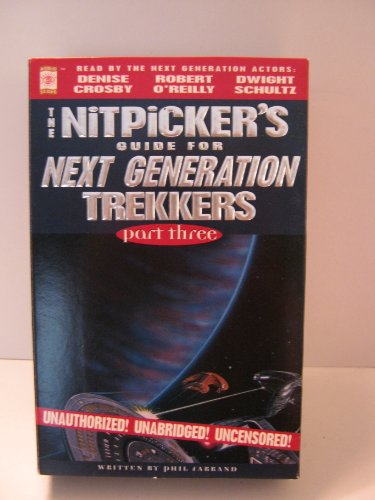 READ BY THE NEXT GENERATION ACTORS:
DENISE ROBERT DWIGHT
CROSBY O'REILLY SCHULTZ
THE NiTPiCKER'S
GUIDE FOR
NEXT GENERATION
TREKKERS
part three
UNAUTHORIZED! UNABRIDGED! UNCENSORED!
WRITTEN BY PHIL FARRAND